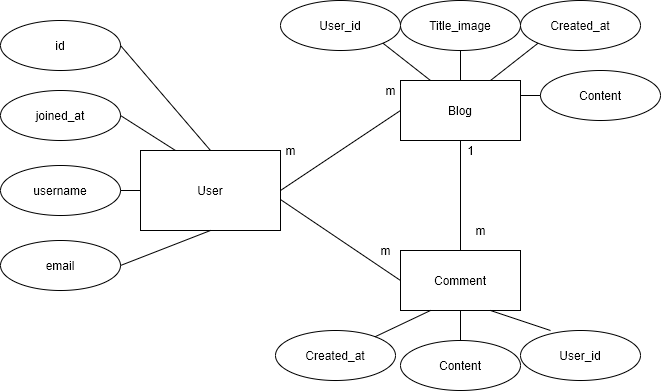 User_id
Title_image
Created_at
id
m
Content
joined_at
Blog
m
1
username
User
m
m
email
Comment
Created_at
Content
User_id